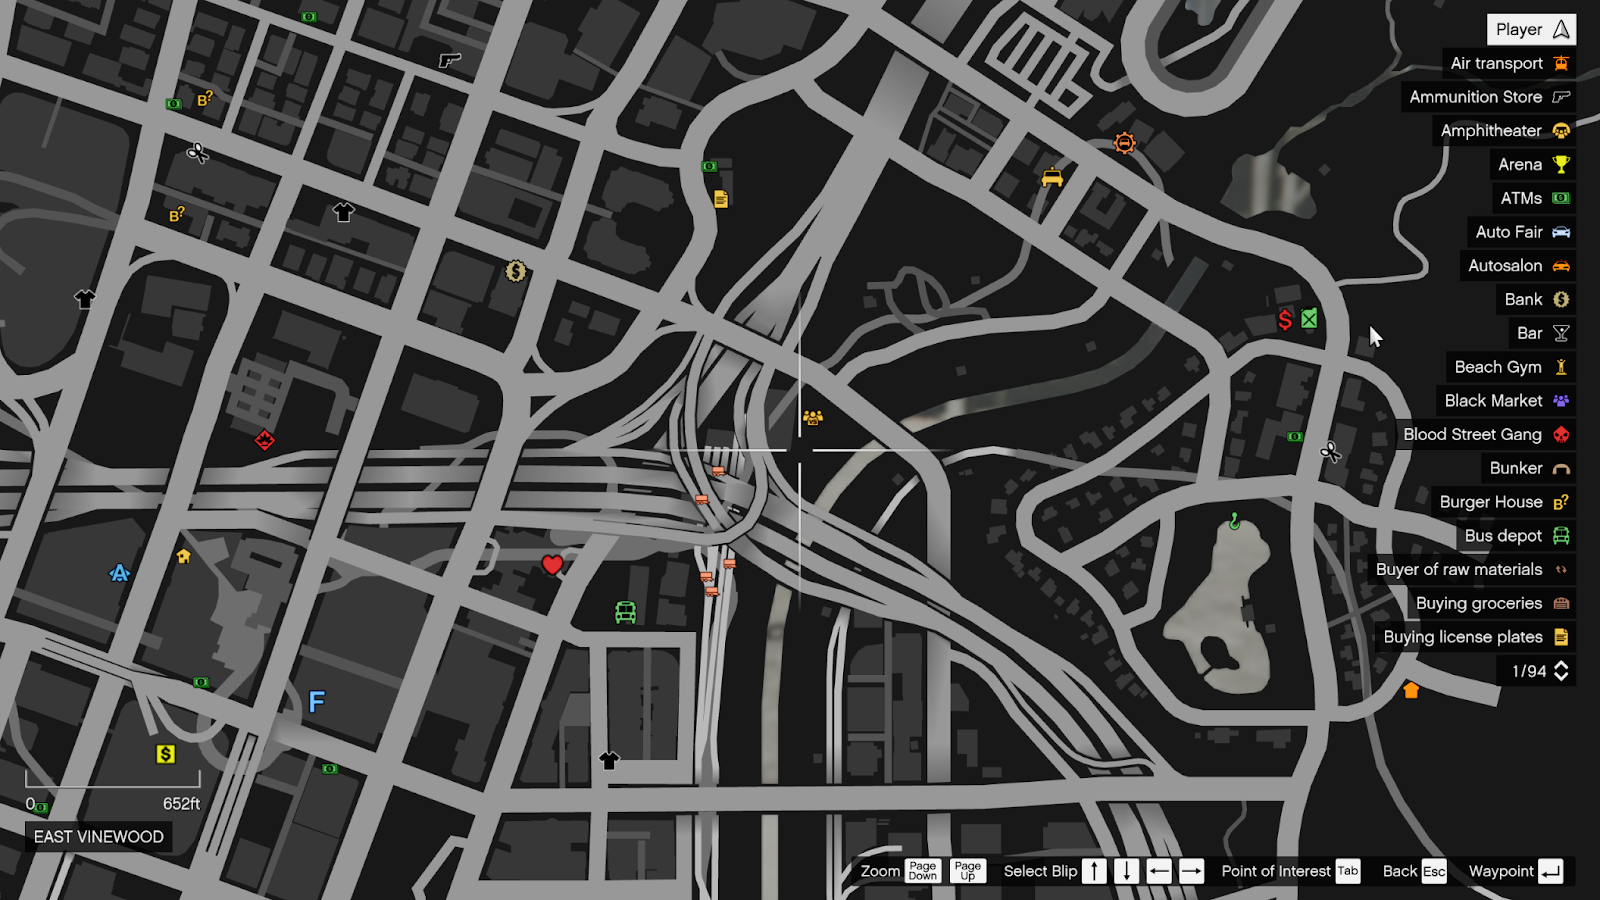 Player
Air transport
Ammunition Store
Amphitheater
Arena
ATMs
Auto Fair
Autosalon
Bank
Bar
Beach Gym
Black Market
Blood Street Gang
Bunker
Burger House B?
Bus depot
Buyer of raw materials
Buying groceries
Buying license plates
1/94
B?
B?
$
$
F
$
0 652ft
EAST VINEWOOD
Zoom Page Down Page Up Select Blip ↑ ↓ ← → Point of Interest Tab Back Esc Waypoint